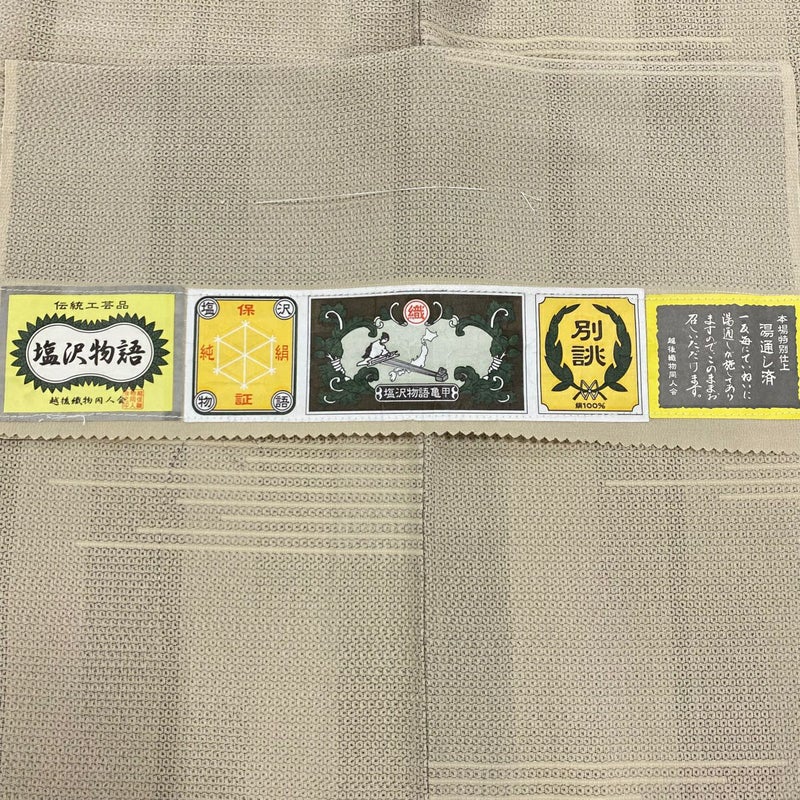 伝統工芸品
塩沢物語
越後織物同人会
塩
保
沢
純
絹
物
証
語
織
塩沢物語亀甲
別誂
絹100%
本場特別仕上
湯通し済
一反毎にていねいに
湯通しが施してあり
ますのでこのままお
召しいただけます。
越後織物同人会